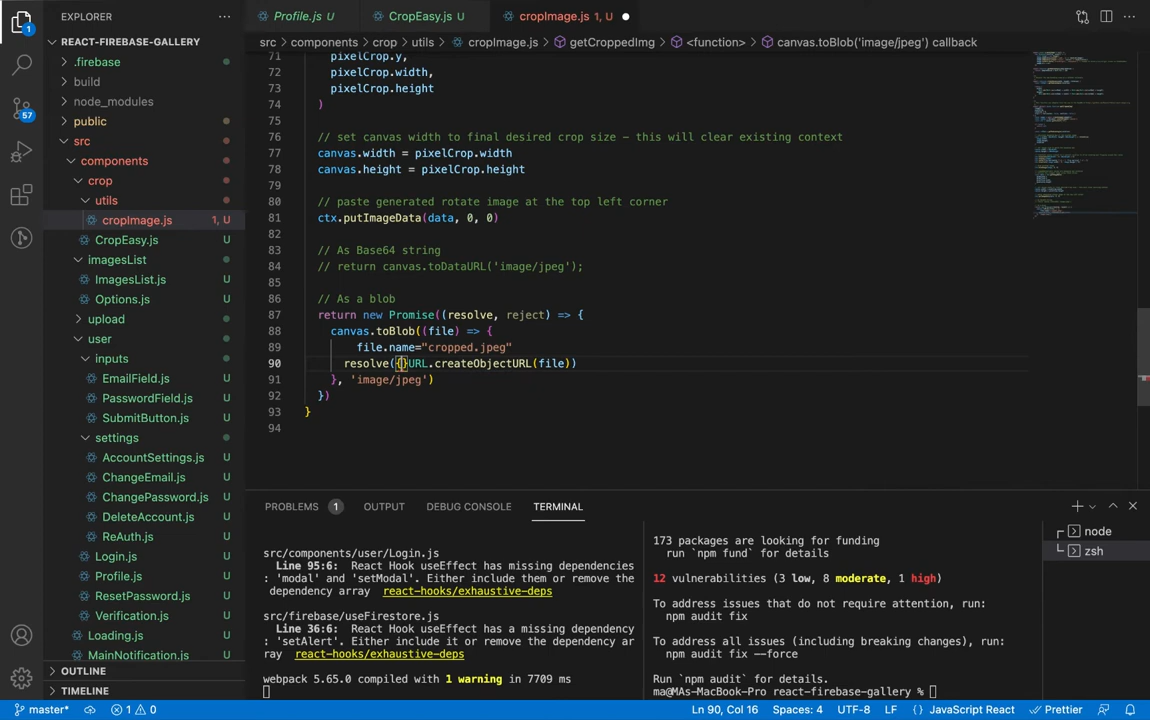 EXPLORER
Profile.js U
CropEasy.js U
cropImage.js 1, U
REACT-FIREBASE-GALLERY
.firebase
build
node_modules
public
src
components
crop
utils
cropImage.js 1, U
CropEasy.js U
imagesList
ImagesList.js U
Options.js U
upload
user
inputs
EmailField.js U
PasswordField.js U
SubmitButton.js U
settings
AccountSettings.js U
ChangeEmail.js U
ChangePassword.js U
DeleteAccount.js U
ReAuth.js U
Login.js U
Profile.js U
ResetPassword.js U
Verification.js U
Loading.js U
MainNotification.js U
OUTLINE
TIMELINE
1
57
src > components > crop > utils > cropImage.js > getCroppedImg > <function> > canvas.toBlob('image/jpeg') callback
71 pixelCrop.y,
72 pixelCrop.width,
73 pixelCrop.height
74 )
75
76 // set canvas width to final desired crop size - this will clear existing context
77 canvas.width = pixelCrop.width
78 canvas.height = pixelCrop.height
79
80 // paste generated rotate image at the top left corner
81 ctx.putImageData(data, 0, 0)
82
83 // As Base64 string
84 // return canvas.toDataURL('image/jpeg');
85
86 // As a blob
87 return new Promise((resolve, reject) => {
88 canvas.toBlob((file) => {
89 file.name="cropped.jpeg"
90 resolve({}URL.createObjectURL(file))
91 }, 'image/jpeg')
92 })
93 }
94
PROBLEMS 1 OUTPUT DEBUG CONSOLE TERMINAL
src/components/user/Login.js
Line 95:6: React Hook useEffect has missing dependencies
: 'modal' and 'setModal'. Either include them or remove the
dependency array react-hooks/exhaustive-deps
src/firebase/useFirestore.js
Line 36:6: React Hook useEffect has a missing dependency
: 'setAlert'. Either include it or remove the dependency ar
ray react-hooks/exhaustive-deps
webpack 5.65.0 compiled with 1 warning in 7709 ms
173 packages are looking for funding
run `npm fund` for details
12 vulnerabilities (3 low, 8 moderate, 1 high)
To address issues that do not require attention, run:
npm audit fix
To address all issues (including breaking changes), run:
npm audit fix --force
Run `npm audit` for details.
ma@MAs-MacBook-Pro react-firebase-gallery %
node
zsh
master* 1 0 Ln 90, Col 16 Spaces: 4 UTF-8 LF {} JavaScript React Prettier